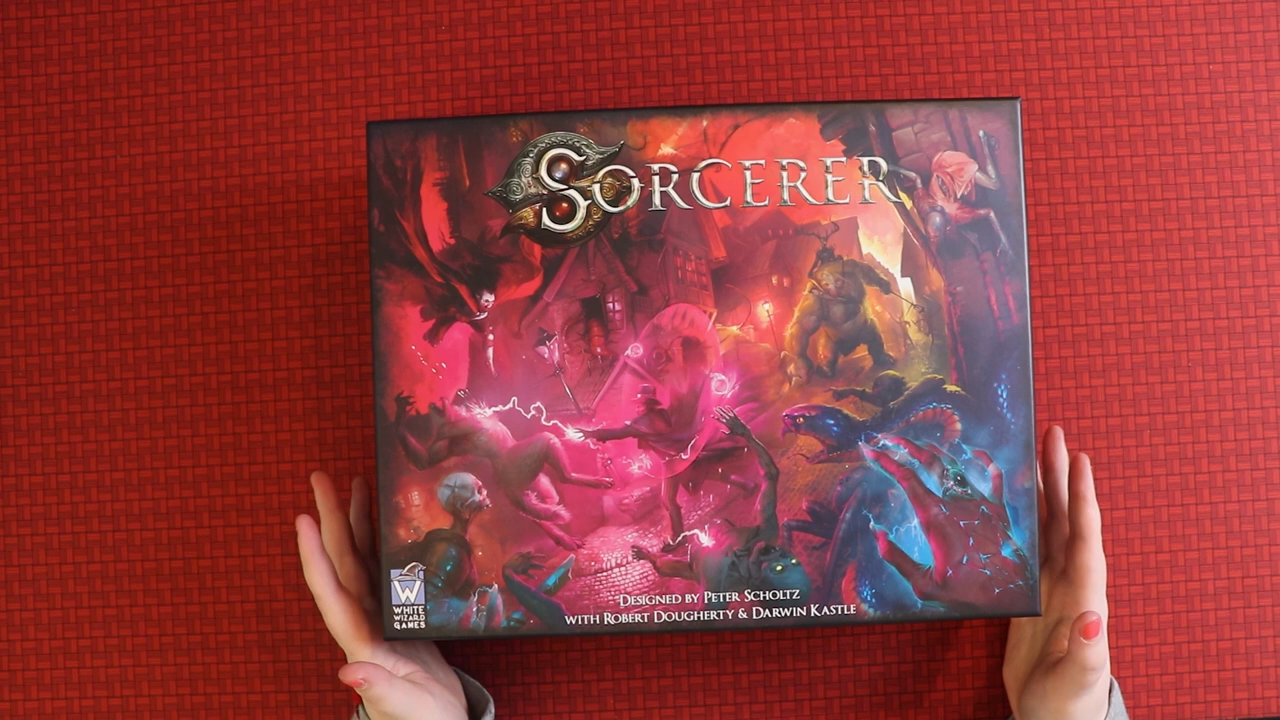 SORCERER
DESIGNED BY PETER SCHOLTZ
WITH ROBERT DOUGHERTY & DARWIN KASTLE
W
WHITE
WIZARD
GAMES